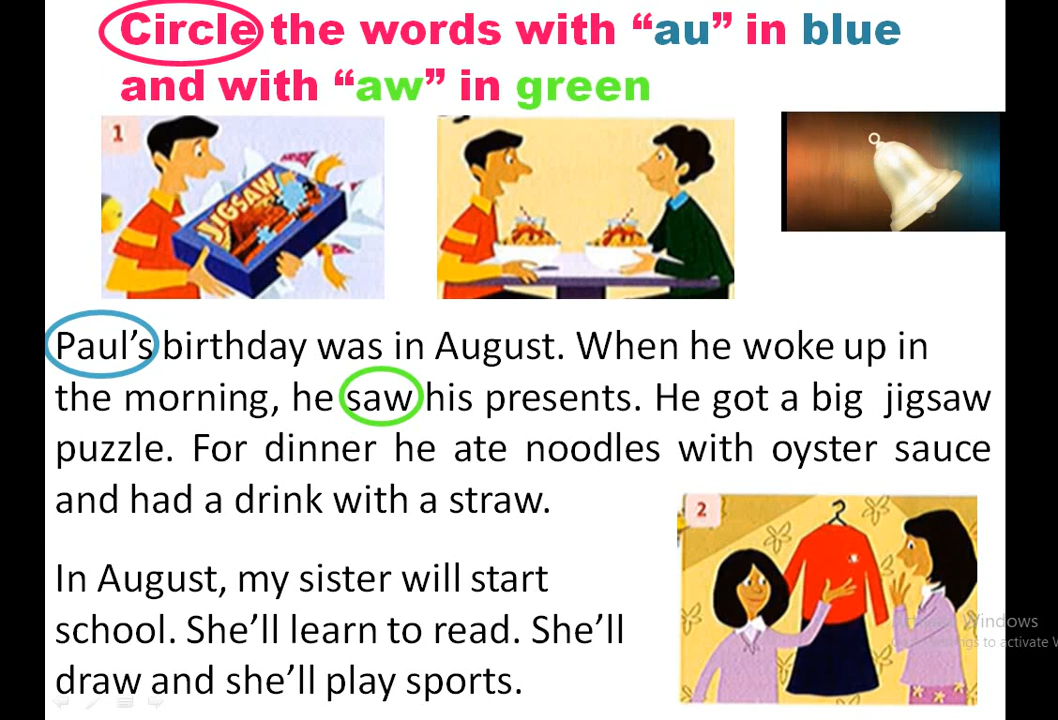 Circle the words with “au” in blue
and with “aw” in green
1
JIGSAW
Paul’s birthday was in August. When he woke up in
the morning, he saw his presents. He got a big jigsaw
puzzle. For dinner he ate noodles with oyster sauce
and had a drink with a straw.
2
In August, my sister will start
school. She’ll learn to read. She’ll
draw and she’ll play sports.
Windows
to activate W